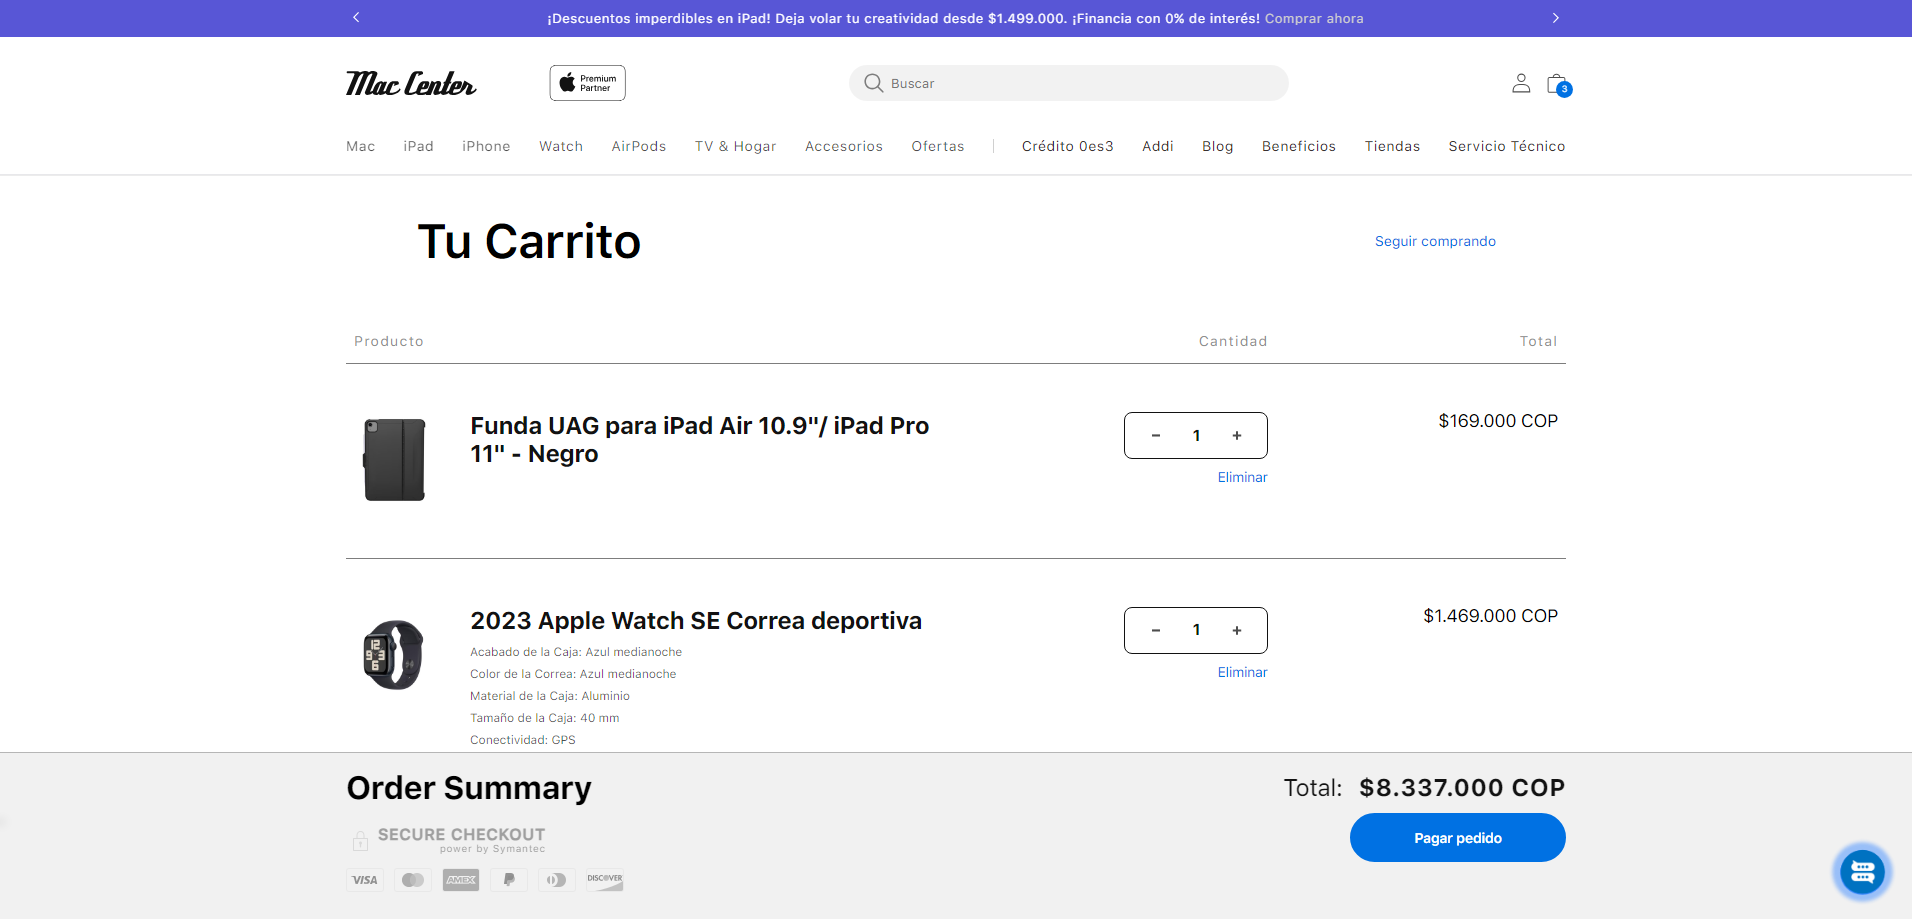 ¡Descuentos imperdibles en iPad! Deja volar tu creatividad desde $1.499.000. ¡Financia con 0% de interés! Comprar ahora
Mac Center
Premium
Partner
Buscar
3
Mac iPad iPhone Watch AirPods TV & Hogar Accesorios Ofertas | Crédito 0es3 Addi Blog Beneficios Tiendas Servicio Técnico
Tu Carrito
Seguir comprando
Producto Cantidad Total
Funda UAG para iPad Air 10.9"/ iPad Pro
11" - Negro
− 1 +
Eliminar
$169.000 COP
2023 Apple Watch SE Correa deportiva
Acabado de la Caja: Azul medianoche
Color de la Correa: Azul medianoche
Material de la Caja: Aluminio
Tamaño de la Caja: 40 mm
Conectividad: GPS
− 1 +
Eliminar
$1.469.000 COP
Order Summary
Total: $8.337.000 COP
SECURE CHECKOUT
power by Symantec
Pagar pedido
VISA AMEX DISCOVER